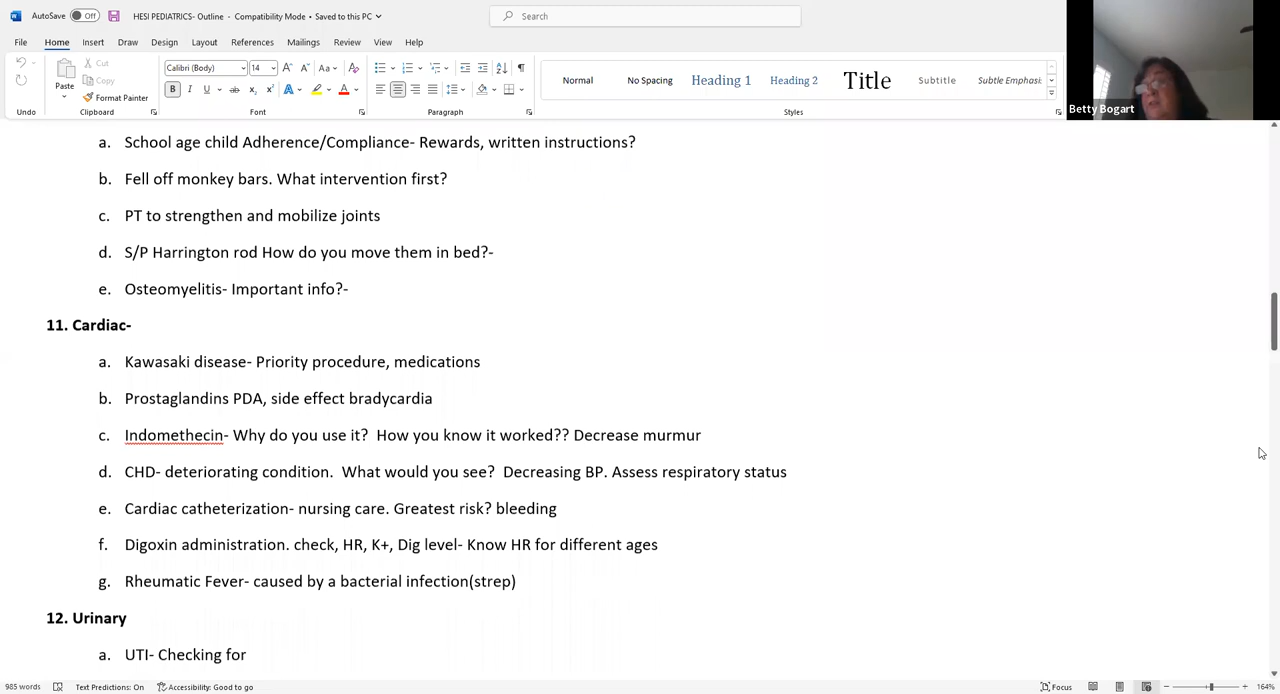 AutoSave Off HESI PEDIATRICS- Outline - Compatibility Mode • Saved to this PC Search
File Home Insert Draw Design Layout References Mailings Review View Help
Paste Cut Copy Format Painter
Calibri (Body) 14
Normal No Spacing Heading 1 Heading 2 Title Subtitle Subtle Emphasi
Undo Clipboard Font Paragraph Styles
Betty Bogart
a. School age child Adherence/Compliance- Rewards, written instructions?
b. Fell off monkey bars. What intervention first?
c. PT to strengthen and mobilize joints
d. S/P Harrington rod How do you move them in bed?-
e. Osteomyelitis- Important info?-
11. Cardiac-
a. Kawasaki disease- Priority procedure, medications
b. Prostaglandins PDA, side effect bradycardia
c. Indomethecin- Why do you use it?  How you know it worked?? Decrease murmur
d. CHD- deteriorating condition.  What would you see?  Decreasing BP. Assess respiratory status
e. Cardiac catheterization- nursing care. Greatest risk? bleeding
f. Digoxin administration. check, HR, K+, Dig level- Know HR for different ages
g. Rheumatic Fever- caused by a bacterial infection(strep)
12. Urinary
a. UTI- Checking for
985 words Text Predictions: On Accessibility: Good to go Focus 164%